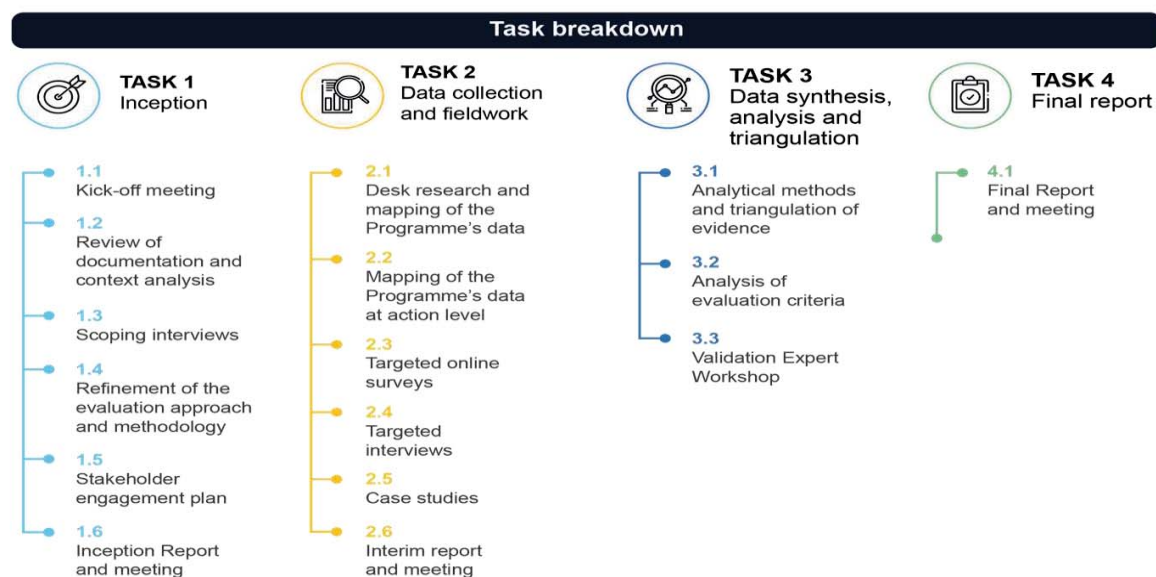 Task breakdown
TASK 1
Inception
1.1
Kick-off meeting
1.2
Review of
documentation and
context analysis
1.3
Scoping interviews
1.4
Refinement of the
evaluation approach
and methodology
1.5
Stakeholder
engagement plan
1.6
Inception Report
and meeting
TASK 2
Data collection
and fieldwork
2.1
Desk research and
mapping of the
Programme's data
2.2
Mapping of the
Programme's data
at action level
2.3
Targeted online
surveys
2.4
Targeted
interviews
2.5
Case studies
2.6
Interim report
and meeting
TASK 3
Data synthesis,
analysis and
triangulation
3.1
Analytical methods
and triangulation of
evidence
3.2
Analysis of
evaluation criteria
3.3
Validation Expert
Workshop
TASK 4
Final report
4.1
Final Report
and meeting